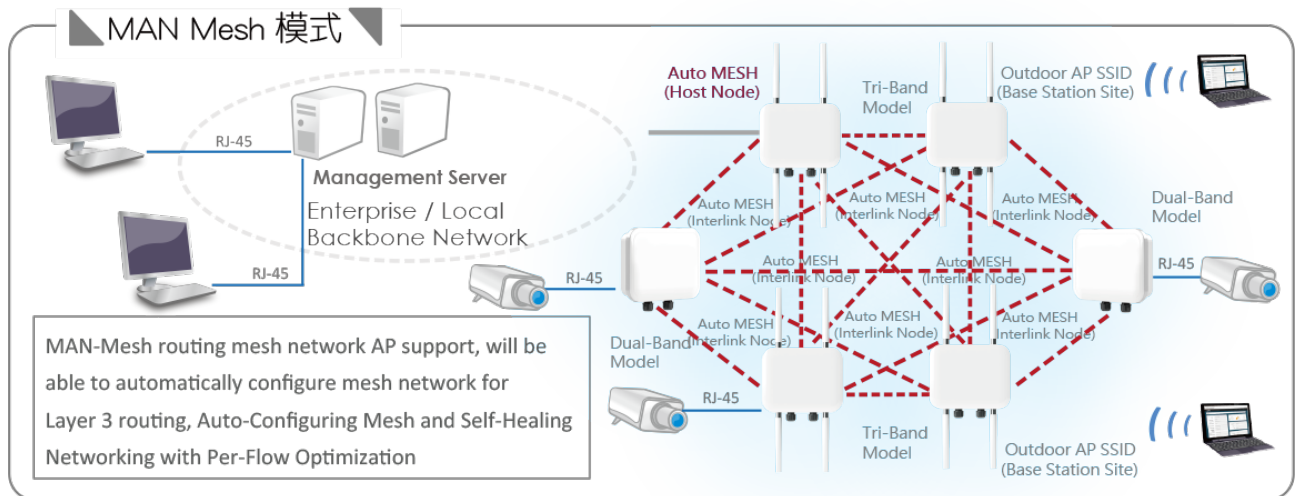 MAN Mesh 模式
RJ-45
Management Server
Enterprise / Local
Backbone Network
RJ-45
Auto MESH
(Host Node)
Tri-Band
Model
Outdoor AP SSID
(Base Station Site)
Auto MESH
(Interlink Node)
Auto MESH
(Interlink Node)
Auto MESH
(Interlink Node)
Dual-Band
Model
RJ-45
Auto MESH
(Interlink Node)
Auto MESH
(Interlink Node)
RJ-45
Dual-Band
Model
Auto MESH
(Interlink Node)
Auto MESH
(Interlink Node)
Auto MESH
Interlink Node)
RJ-45
Tri-Band
Model
Outdoor AP SSID
(Base Station Site)
MAN-Mesh routing mesh network AP support, will be
able to automatically configure mesh network for
Layer 3 routing, Auto-Configuring Mesh and Self-Healing
Networking with Per-Flow Optimization